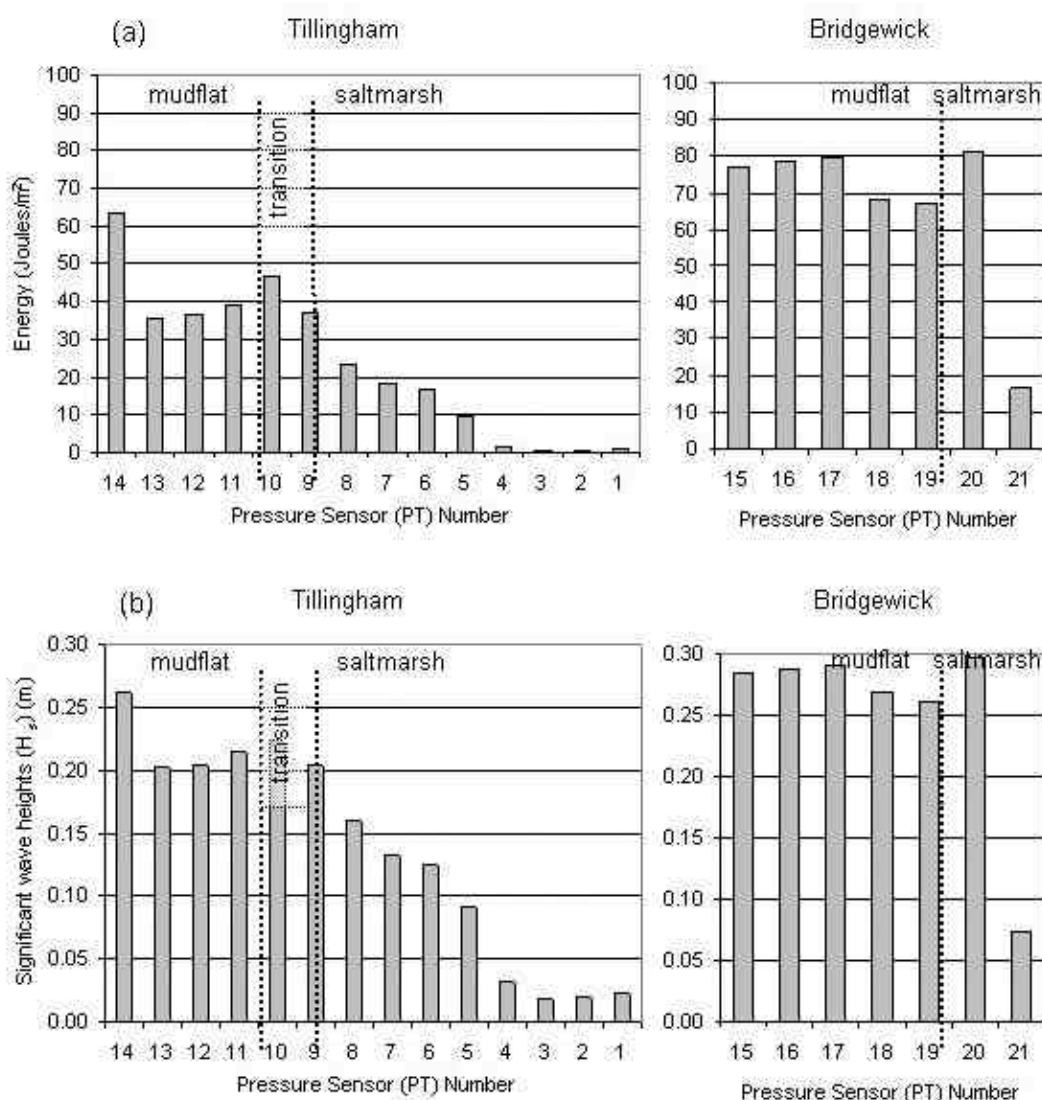 (a)
Tillingham
Bridgewick
mudflat
transition
saltmarsh
mudflat
saltmarsh
Energy (Joules/m²)
100
90
80
70
60
50
40
30
20
10
0
14 13 12 11 10 9 8 7 6 5 4 3 2 1
Pressure Sensor (PT) Number
100
90
80
70
60
50
40
30
20
10
0
15 16 17 18 19 20 21
Pressure Sensor (PT) Number
(b)
Tillingham
Bridgewick
mudflat
transition
saltmarsh
mudflat
saltmarsh
Significant wave heights (H s) (m)
0.30
0.25
0.20
0.15
0.10
0.05
0.00
14 13 12 11 10 9 8 7 6 5 4 3 2 1
Pressure Sensor (PT) Number
0.30
0.25
0.20
0.15
0.10
0.05
0.00
15 16 17 18 19 20 21
Pressure Sensor (PT) Number